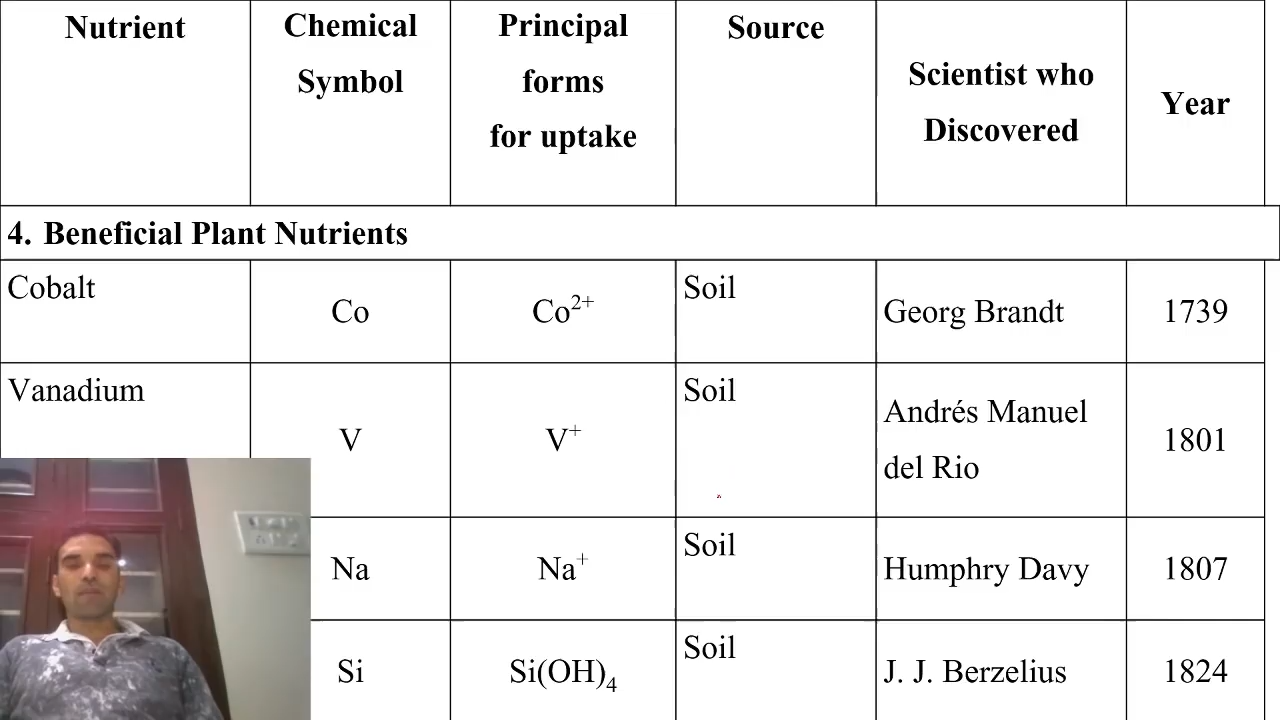 Nutrient
Chemical
Symbol
Principal
forms
for uptake
Source
Scientist who
Discovered
Year
4. Beneficial Plant Nutrients
Cobalt
Co
Co²⁺
Soil
Georg Brandt
1739
Vanadium
V
V⁺
Soil
Andrés Manuel
del Rio
1801
Na
Na⁺
Soil
Humphry Davy
1807
Si
Si(OH)₄
Soil
J. J. Berzelius
1824